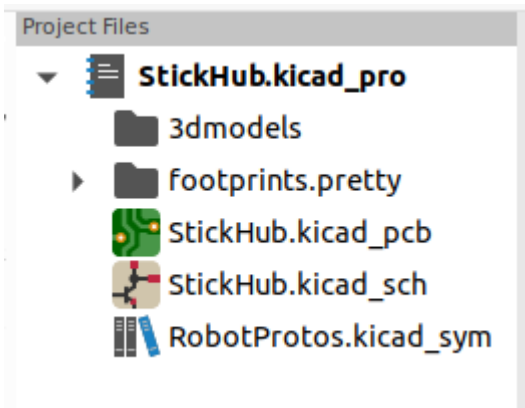 Project Files
StickHub.kicad_pro
3dmodels
footprints.pretty
StickHub.kicad_pcb
StickHub.kicad_sch
RobotProtos.kicad_sym